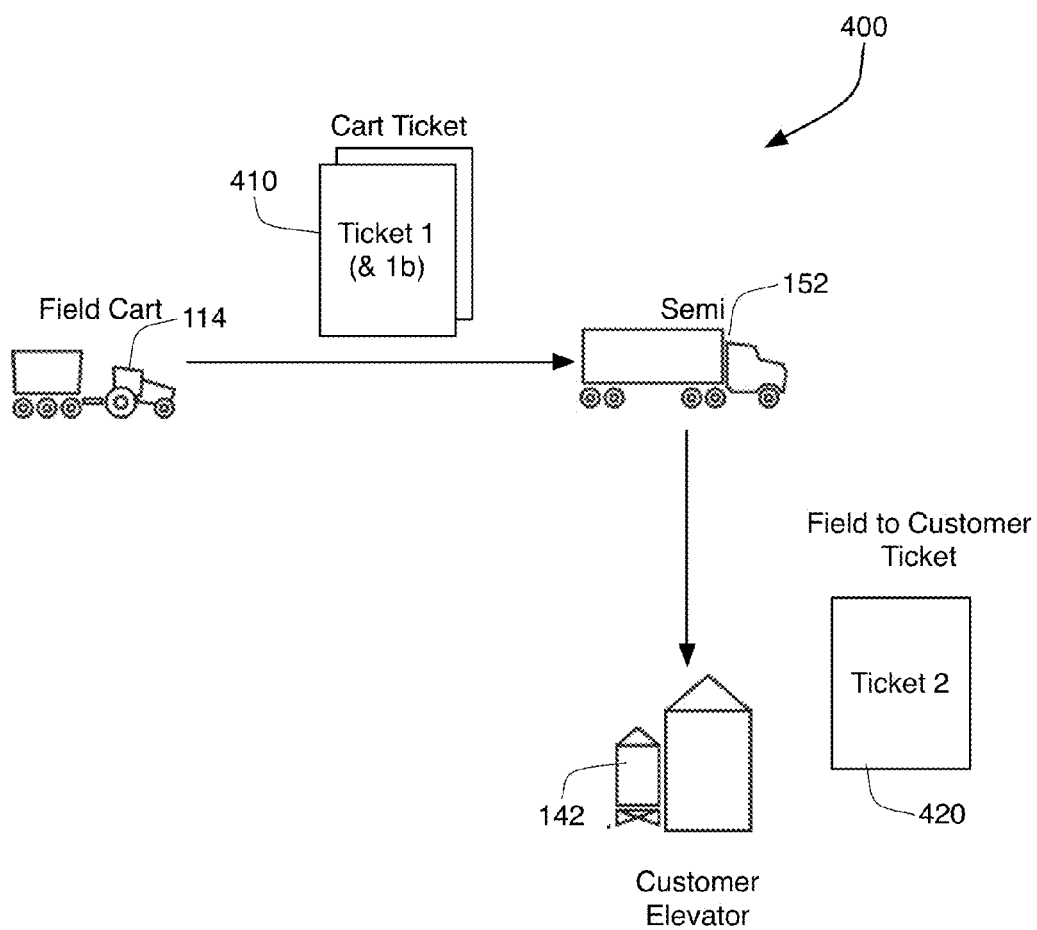 400
Cart Ticket
410
Ticket 1
(& 1b)
Field Cart
114
Semi
152
Field to Customer
Ticket
Ticket 2
142
420
Customer
Elevator